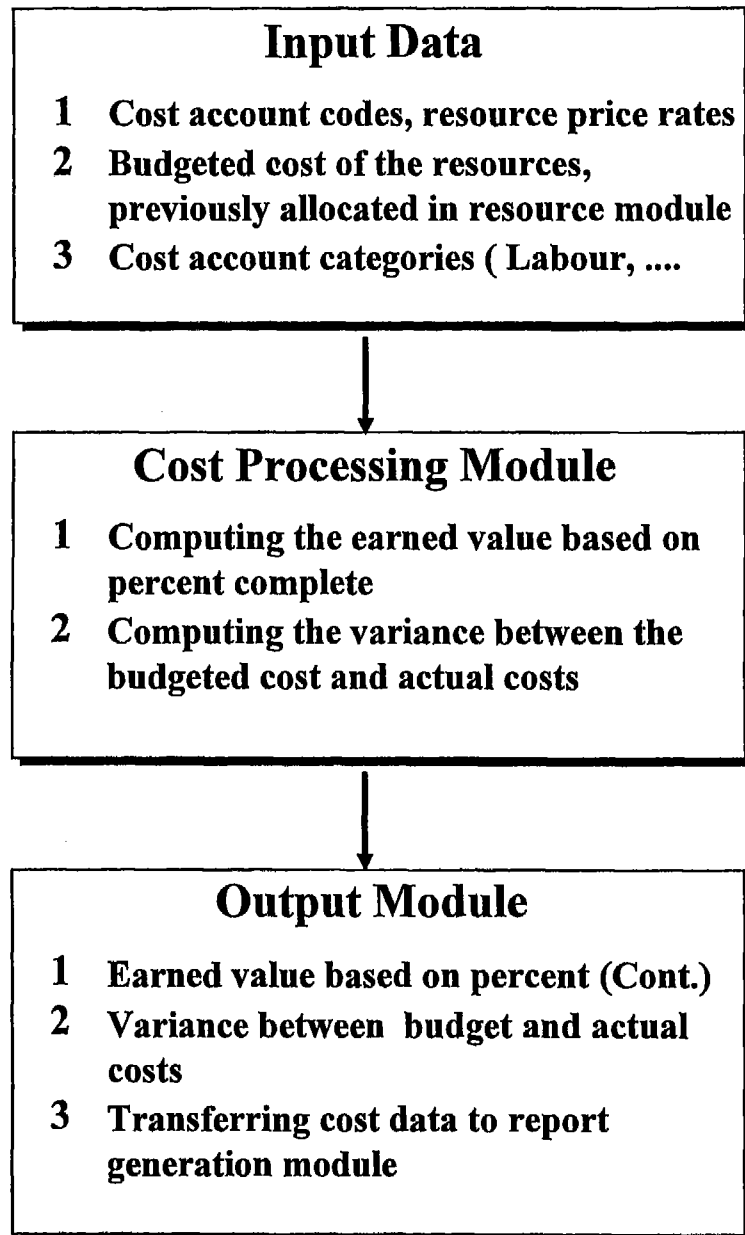 Input Data
1 Cost account codes, resource price rates
2 Budgeted cost of the resources,
previously allocated in resource module
3 Cost account categories ( Labour, ....
Cost Processing Module
1 Computing the earned value based on
percent complete
2 Computing the variance between the
budgeted cost and actual costs
Output Module
1 Earned value based on percent (Cont.)
2 Variance between budget and actual
costs
3 Transferring cost data to report
generation module